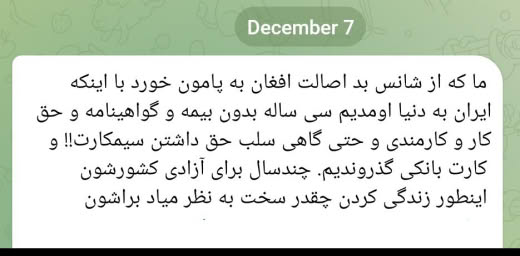 December 7
ما که از شانس بد اصالت افغان به پامون خورد با اینکه
ایران به دنیا اومدیم سی ساله بدون بیمه و گواهینامه و حق
کار و کارمندی و حتی گاهی سلب حق داشتن سیمکارت!! و
کارت بانکی گذروندیم. چندسال برای آزادی کشورشون
اینطور زندگی کردن چقدر سخت به نظر میاد براشون